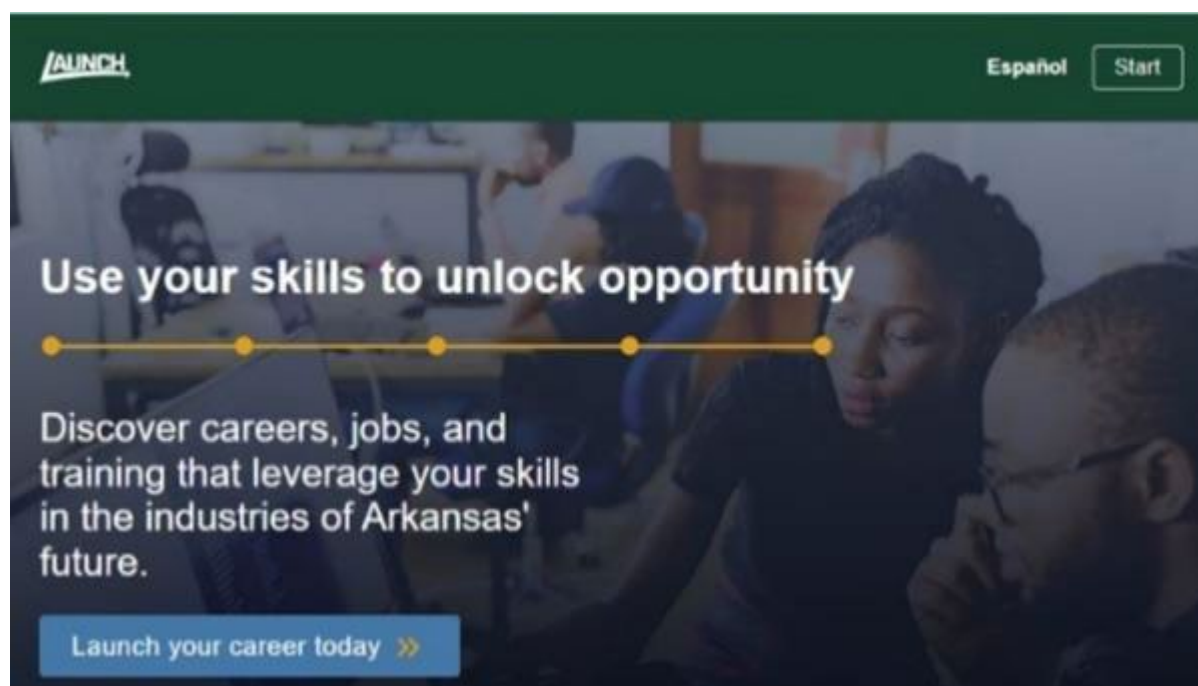 LAUNCH
Español
Start
Use your skills to unlock opportunity
Discover careers, jobs, and
training that leverage your skills
in the industries of Arkansas'
future.
Launch your career today »